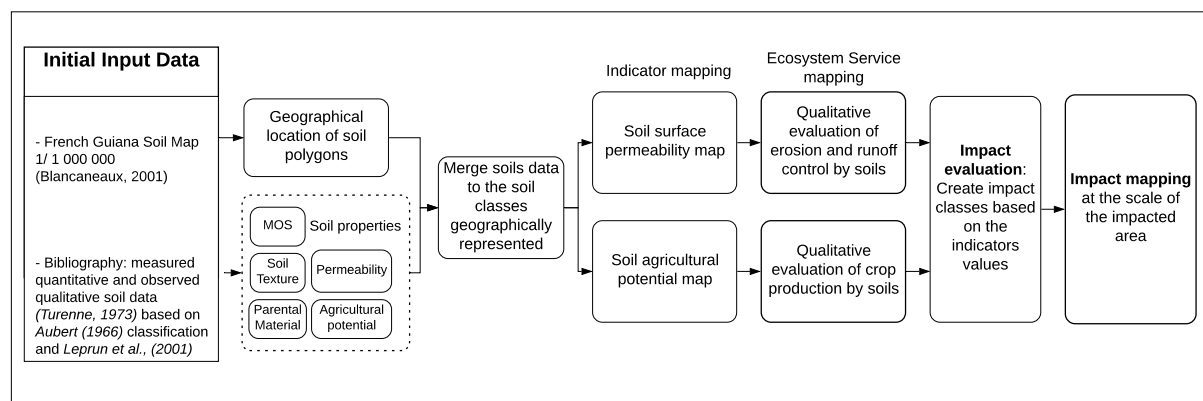 Initial Input Data
- French Guiana Soil Map
1/ 1 000 000
(Blancaneaux, 2001)
- Bibliography: measured
quantitative and observed
qualitative soil data
(Turenne, 1973) based on
Aubert (1966) classification
and Leprun et al., (2001)
Geographical
location of soil
polygons
MOS
Soil properties
Soil
Texture
Permeability
Parental
Material
Agricultural
potential
Merge soils data
to the soil
classes
geographically
represented
Indicator mapping
Soil surface
permeability map
Soil agricultural
potential map
Ecosystem Service
mapping
Qualitative
evaluation of
erosion and runoff
control by soils
Qualitative
evaluation of crop
production by soils
Impact
evaluation:
Create impact
classes based
on the
indicators
values
Impact mapping
at the scale of
the impacted
area